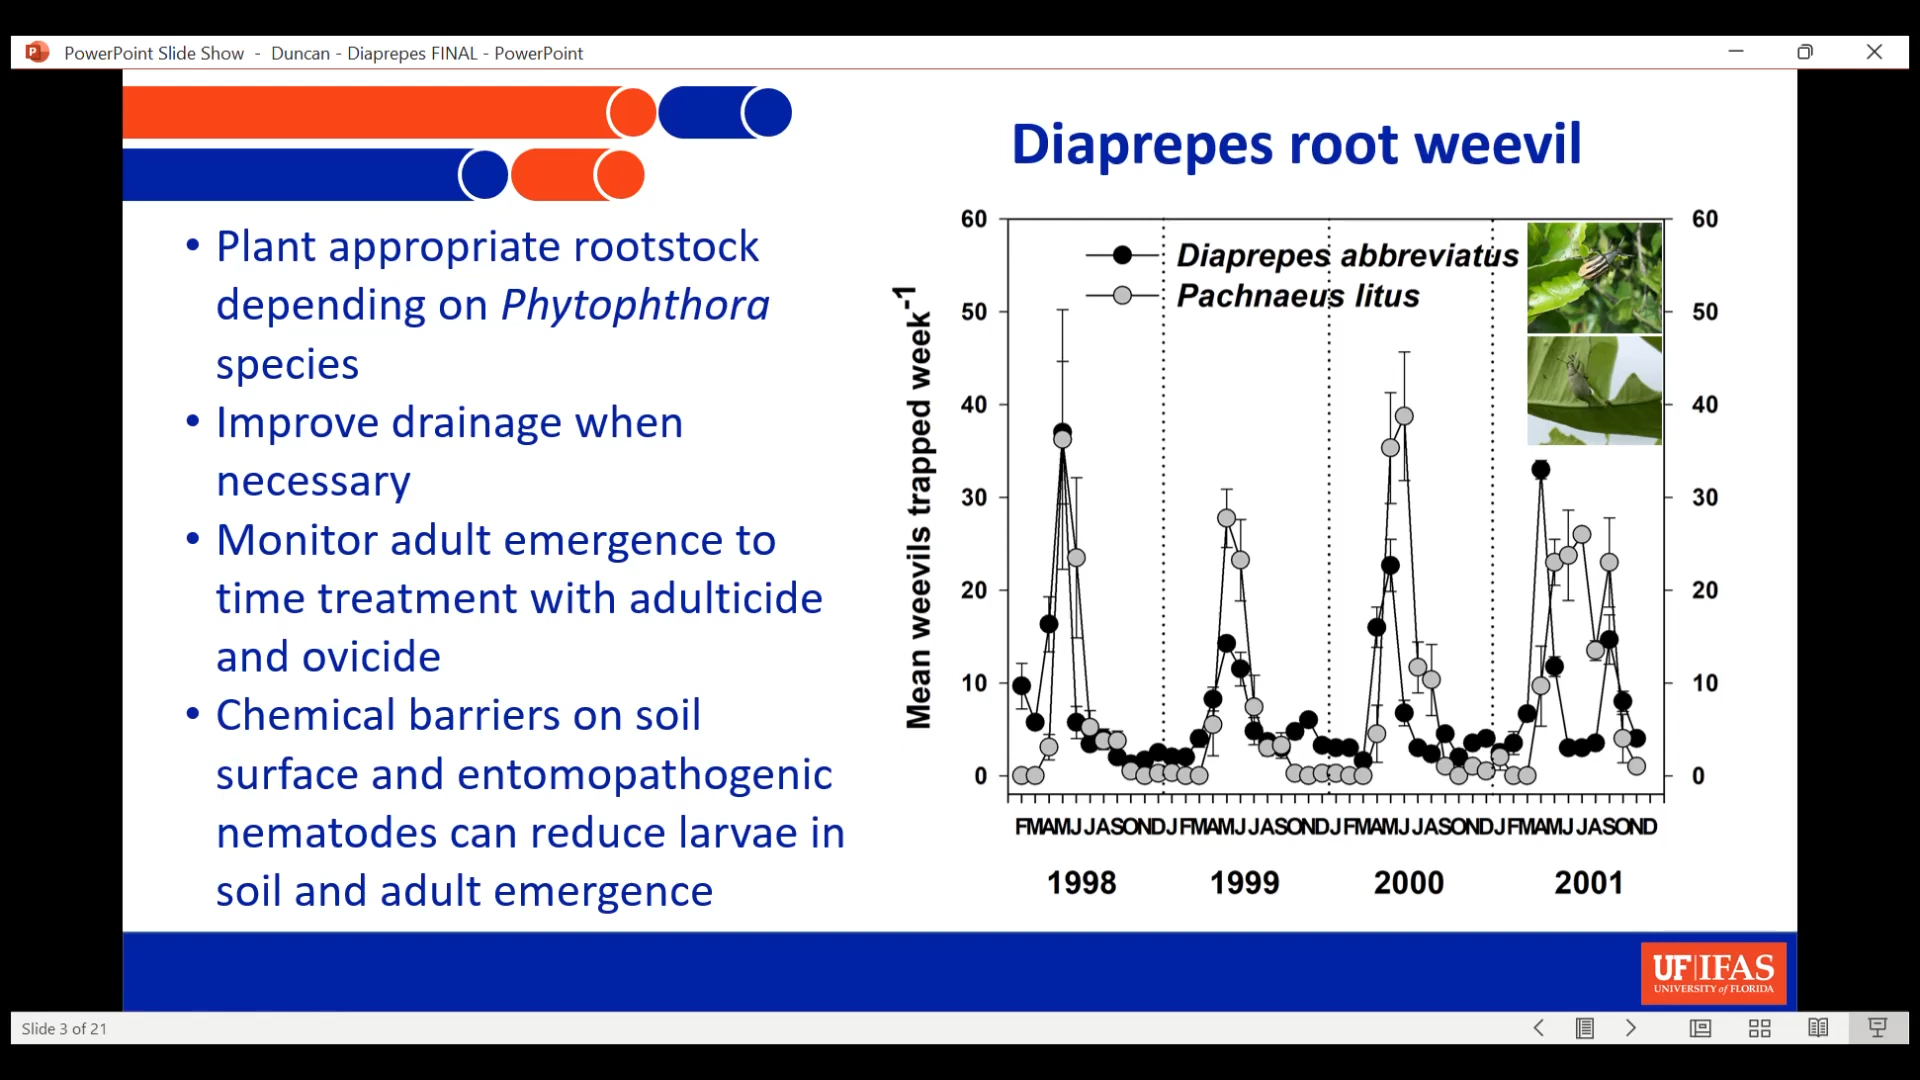 PowerPoint Slide Show - Duncan - Diaprepes FINAL - PowerPoint
Diaprepes root weevil
• Plant appropriate rootstock
depending on Phytophthora
species
• Improve drainage when
necessary
• Monitor adult emergence to
time treatment with adulticide
and ovicide
• Chemical barriers on soil
surface and entomopathogenic
nematodes can reduce larvae in
soil and adult emergence
Mean weevils trapped week-1
Diaprepes abbreviatus
Pachnaeus litus
60 60
50 50
40 40
30 30
20 20
10 10
0 0
FMAMJJASONDJFMAMJJASONDJFMAMJJASONDJFMAMJJASOND
1998 1999 2000 2001
UF|IFAS
UNIVERSITY of FLORIDA
Slide 3 of 21